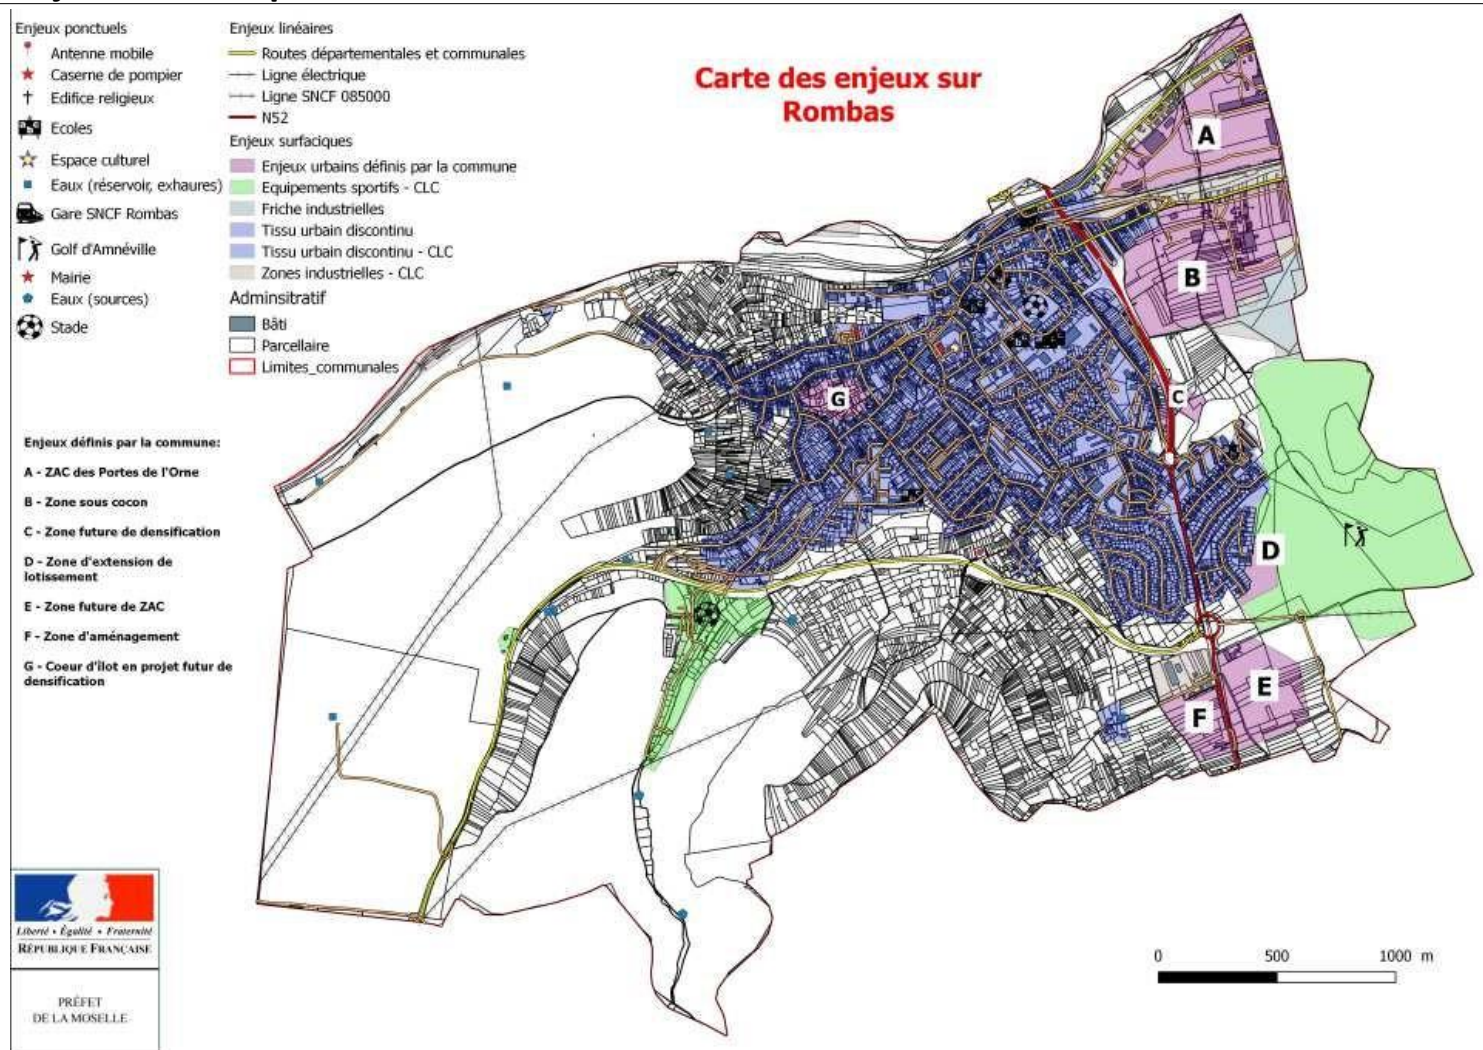 Enjeux ponctuels
Antenne mobile
Caserne de pompier
Edifice religieux
Ecoles
Espace culturel
Eaux (réservoir, exhaures)
Gare SNCF Rombas
Golf d'Amnéville
Mairie
Eaux (sources)
Stade
Enjeux linéaires
Routes départementales et communales
Ligne électrique
Ligne SNCF 085000
N52
Enjeux surfaciques
Enjeux urbains définis par la commune
Equipements sportifs - CLC
Friche industrielles
Tissu urbain discontinu
Tissu urbain discontinu - CLC
Zones industrielles - CLC
Adminsitratif
Bâti
Parcellaire
Limites_communales
Carte des enjeux sur
Rombas
Enjeux définis par la commune:
A - ZAC des Portes de l'Orne
B - Zone sous cocon
C - Zone future de densification
D - Zone d'extension de
lotissement
E - Zone future de ZAC
F - Zone d'aménagement
G - Coeur d'îlot en projet futur de
densification
A
B
C
G
D
E
F
Liberté • Égalité • Fraternité
RÉPUBLIQUE FRANÇAISE
PRÉFET
DE LA MOSELLE
0 500 1000 m